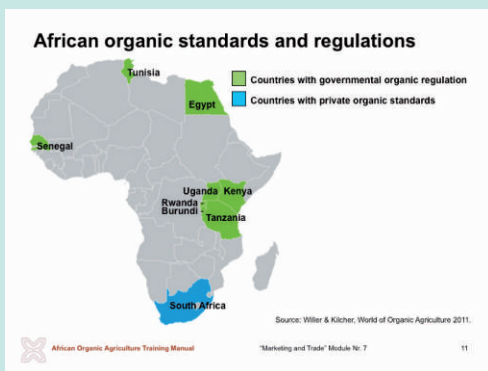 African organic standards and regulations
Countries with governmental organic regulation
Countries with private organic standards
Tunisia
Egypt
Senegal
Uganda Kenya
Rwanda -
Burundi -
Tanzania
South Africa
Source: Willer & Kilcher, World of Organic Agriculture 2011.
African Organic Agriculture Training Manual "Marketing and Trade" Module Nr. 7 11